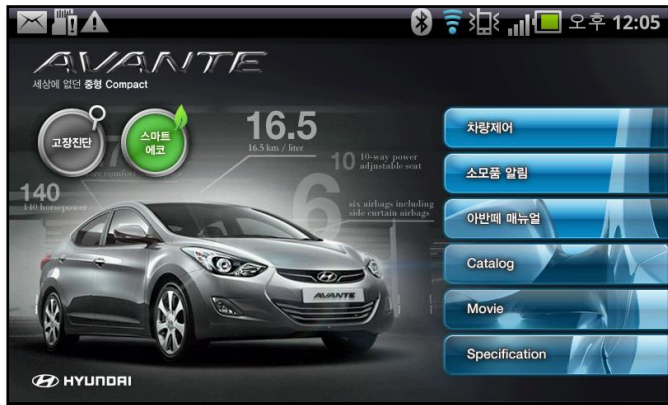 오후 12:05
AVANTE
세상에 없던 중형 Compact
고장진단
스마트
에코
16.5
16.5 km / liter
10
10-way power
adjustable seat
140
140 horsepower
6
six airbags including
side curtain airbags
AVANTE
HYUNDAI
차량제어
소모품 알림
아반떼 매뉴얼
Catalog
Movie
Specification